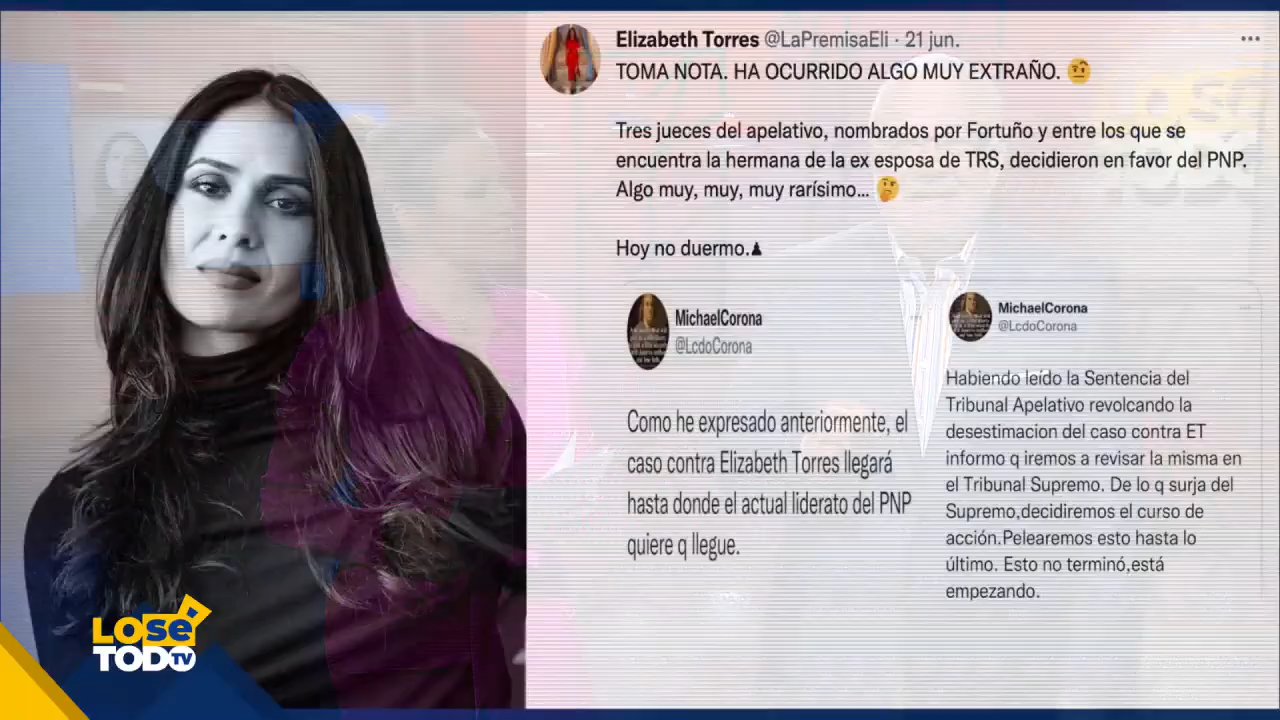 Elizabeth Torres @LaPremisaEli · 21 jun.
TOMA NOTA. HA OCURRIDO ALGO MUY EXTRAÑO. 🤨
Tres jueces del apelativo, nombrados por Fortuño y entre los que se
encuentra la hermana de la ex esposa de TRS, decidieron en favor del PNP.
Algo muy, muy, muy rarísimo... 🤔
Hoy no duermo.♟
MichaelCorona
@LcdoCorona
Como he expresado anteriormente, el
caso contra Elizabeth Torres llegará
hasta donde el actual liderato del PNP
quiere q llegue.
MichaelCorona
@LcdoCorona
Habiendo leído la Sentencia del
Tribunal Apelativo revolcando la
desestimacion del caso contra ET
informo q iremos a revisar la misma en
el Tribunal Supremo. De lo q surja del
Supremo,decidiremos el curso de
acción.Pelearemos esto hasta lo
último. Esto no terminó,está
empezando.
LOSÉ
TODO TV